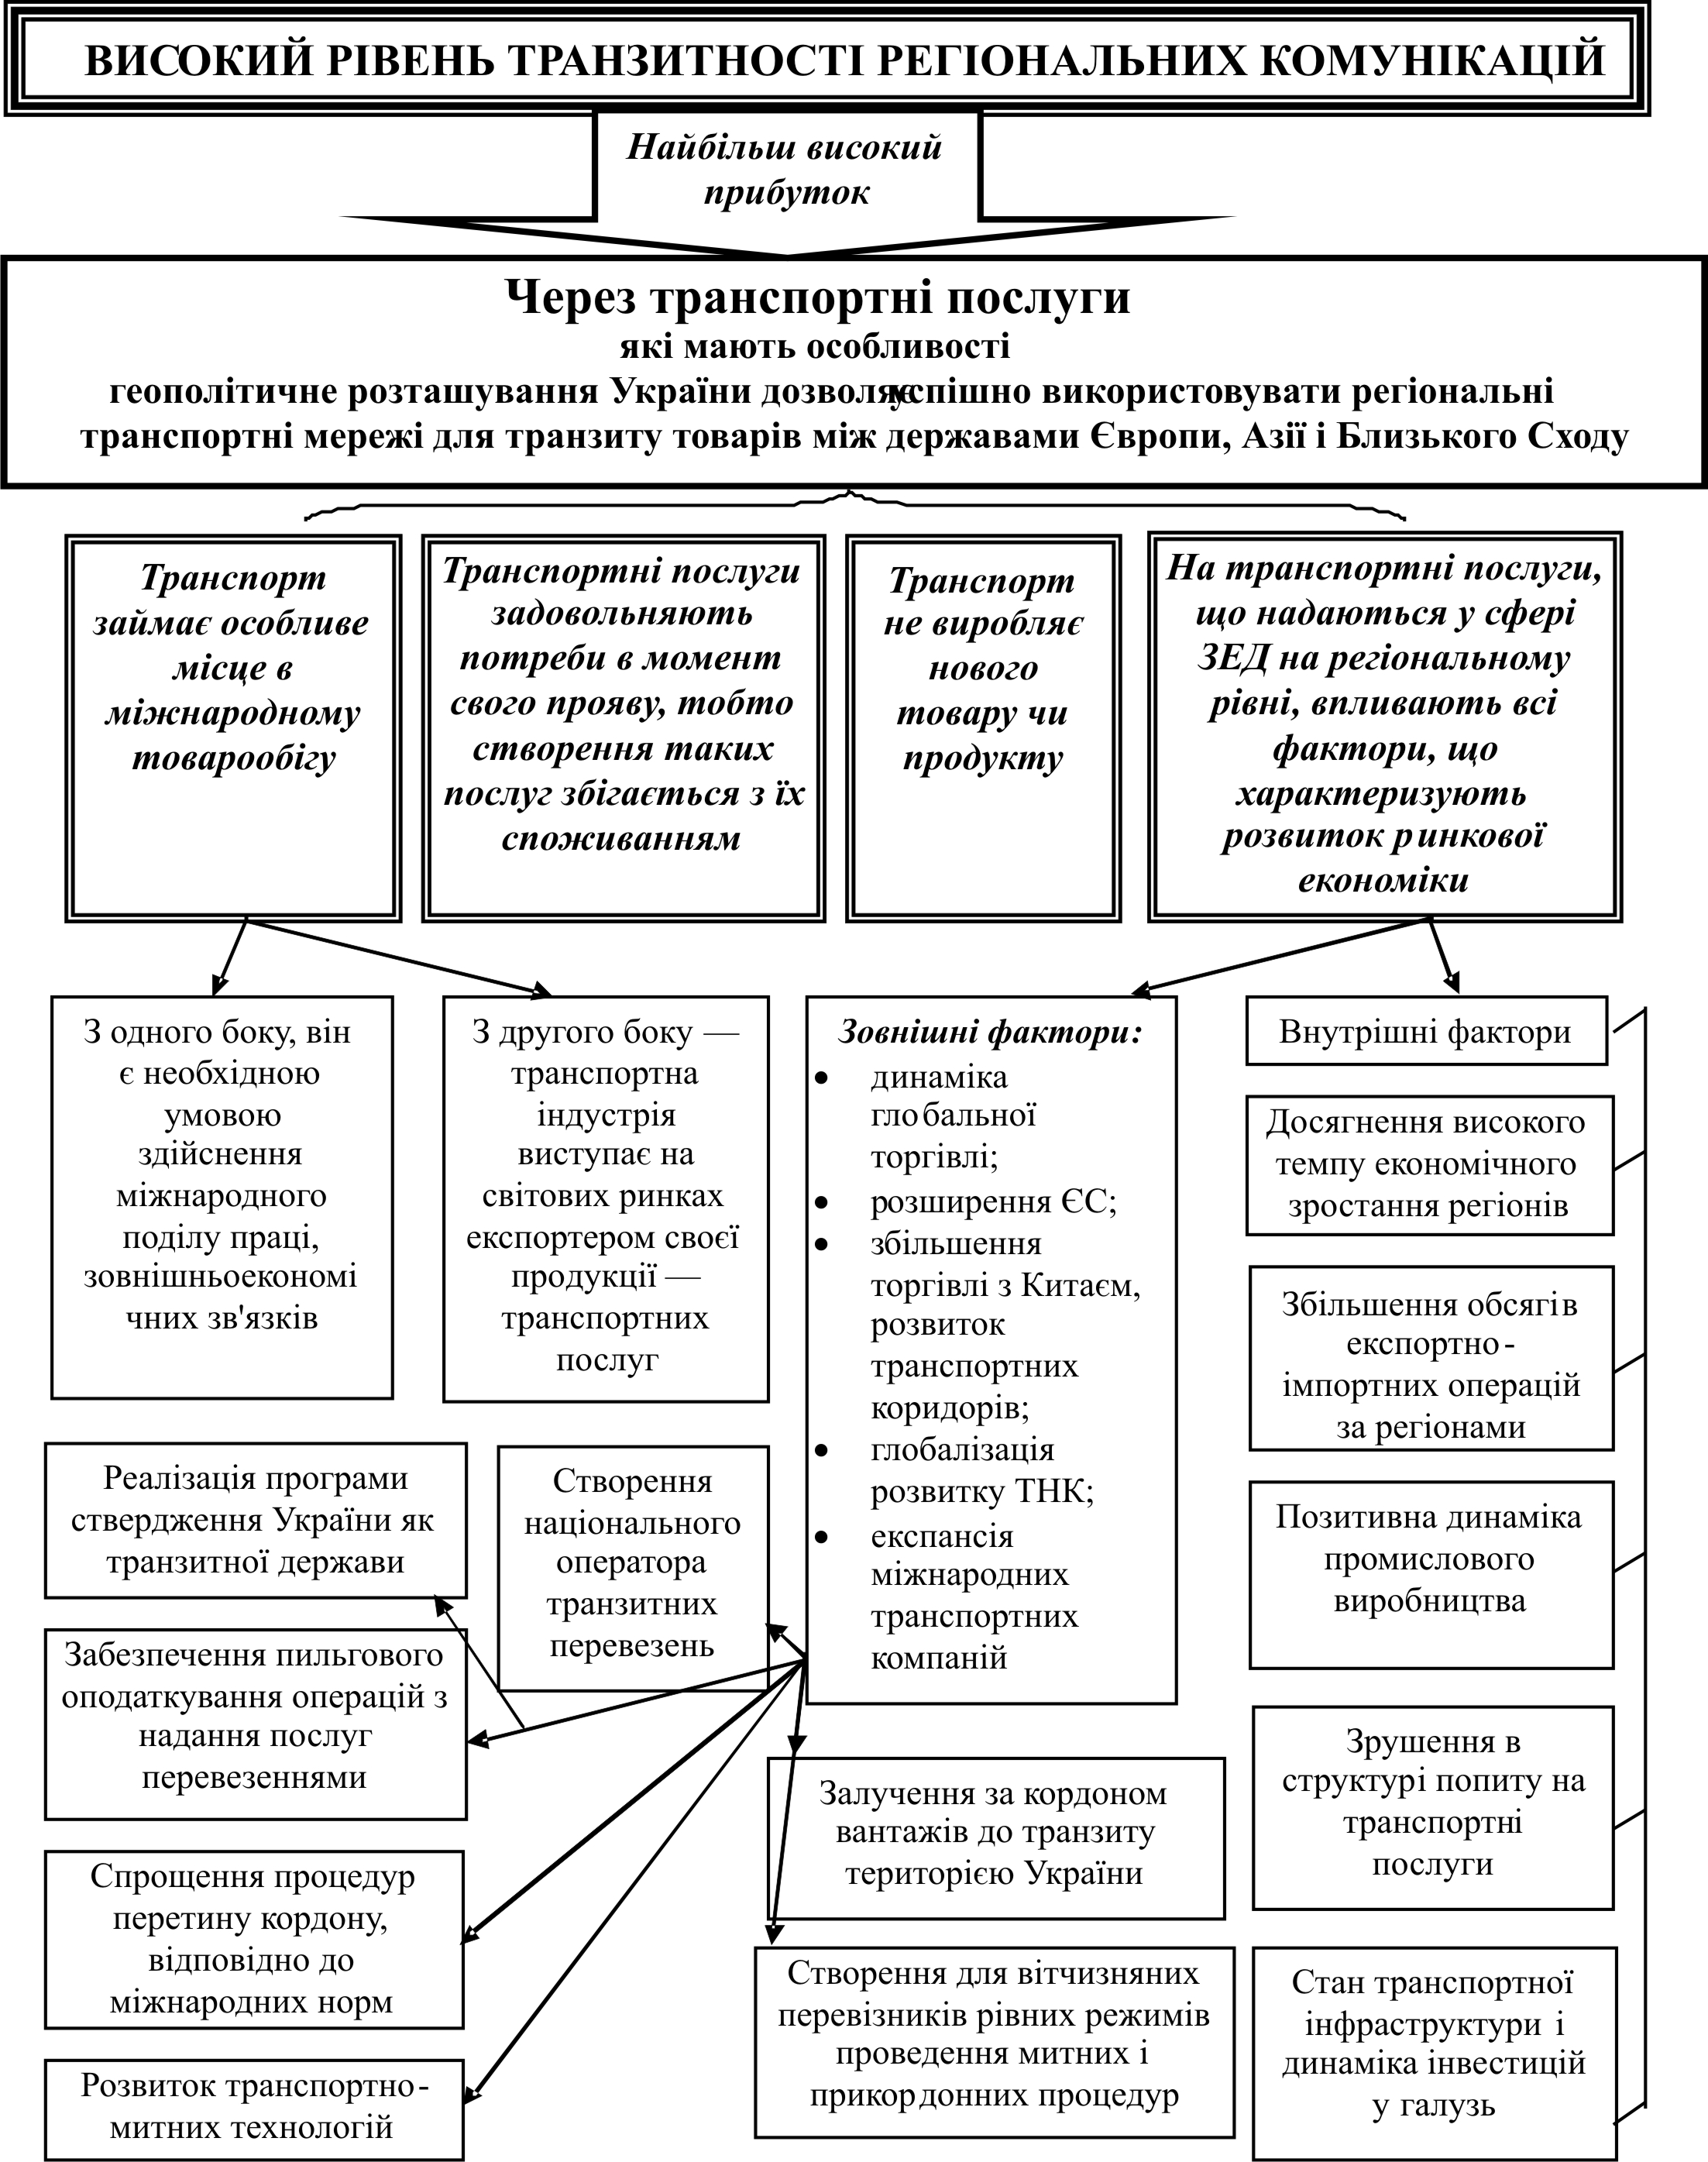 ВИСОКИЙ РІВЕНЬ ТРАНЗИТНОСТІ РЕГІОНАЛЬНИХ КОМУНІКАЦІЙ
Найбільш високий
прибуток
Через транспортні послуги
які мають особливості
геополітичне розташування України дозволяє успішно використовувати регіональні
транспортні мережі для транзиту товарів між державами Європи, Азії і Близького Сходу
Транспорт
займає особливе
місце в
міжнародному
товарообігу
Транспортні послуги
задовольняють
потреби в момент
свого прояву, тобто
створення таких
послуг збігається з їх
споживанням
Транспорт
не виробляє
нового
товару чи
продукту
На транспортні послуги,
що надаються у сфері
ЗЕД на регіональному
рівні, впливають всі
фактори, що
характеризують
розвиток ринкової
економіки
З одного боку, він
є необхідною
умовою
здійснення
міжнародного
поділу праці,
зовнішньоекономі
чних зв'язків
З другого боку —
транспортна
індустрія
виступає на
світових ринках
експортером своєї
продукції —
транспортних
послуг
Зовнішні фактори:
• динаміка
глобальної
торгівлі;
• розширення ЄС;
• збільшення
торгівлі з Китаєм,
розвиток
транспортних
коридорів;
• глобалізація
розвитку ТНК;
• експансія
міжнародних
транспортних
компаній
Внутрішні фактори
Досягнення високого
темпу економічного
зростання регіонів
Збільшення обсягів
експортно-
імпортних операцій
за регіонами
Позитивна динаміка
промислового
виробництва
Зрушення в
структурі попиту на
транспортні
послуги
Стан транспортної
інфраструктури і
динаміка інвестицій
у галузь
Реалізація програми
ствердження України як
транзитної держави
Створення
національного
оператора
транзитних
перевезень
Забезпечення пильгового
оподаткування операцій з
надання послуг
перевезеннями
Спрощення процедур
перетину кордону,
відповідно до
міжнародних норм
Розвиток транспортно-
митних технологій
Залучення за кордоном
вантажів до транзиту
територією України
Створення для вітчизняних
перевізників рівних режимів
проведення митних і
прикордонних процедур